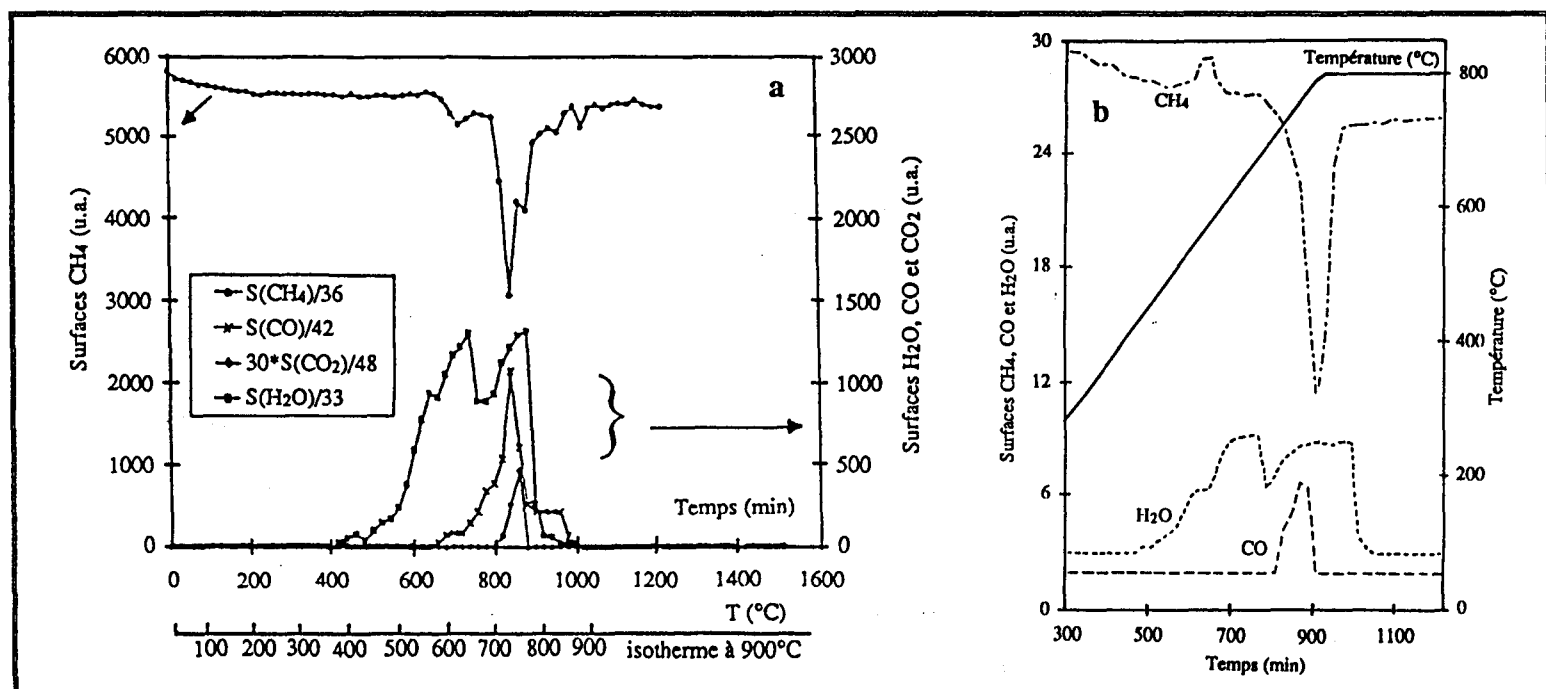 a
Surfaces CH4 (u.a.)
6000
5000
4000
3000
2000
1000
0
S(CH4)/36
S(CO)/42
30*S(CO2)/48
S(H2O)/33
3000
2500
2000
1500
1000
500
0
Surfaces H2O, CO et CO2 (u.a.)
Temps (min)
0 200 400 600 800 1000 1200 1400 1600
T (°C)
100 200 300 400 500 600 700 800 900 isotherme à 900°C
b
Surfaces CH4, CO et H2O (u.a.)
30
24
18
12
6
0
Température (°C)
CH4
H2O
CO
800
600
400
200
0
Température (°C)
300 500 700 900 1100
Temps (min)